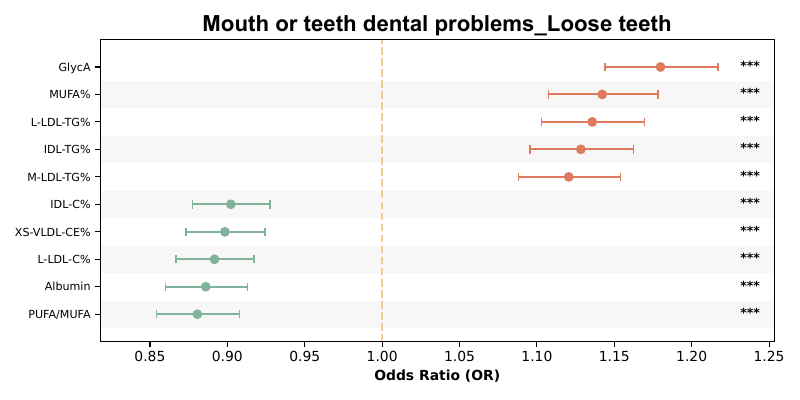 Mouth or teeth dental problems_Loose teeth
GlycA ***
MUFA% ***
L-LDL-TG% ***
IDL-TG% ***
M-LDL-TG% ***
IDL-C% ***
XS-VLDL-CE% ***
L-LDL-C% ***
Albumin ***
PUFA/MUFA ***
0.85 0.90 0.95 1.00 1.05 1.10 1.15 1.20 1.25
Odds Ratio (OR)